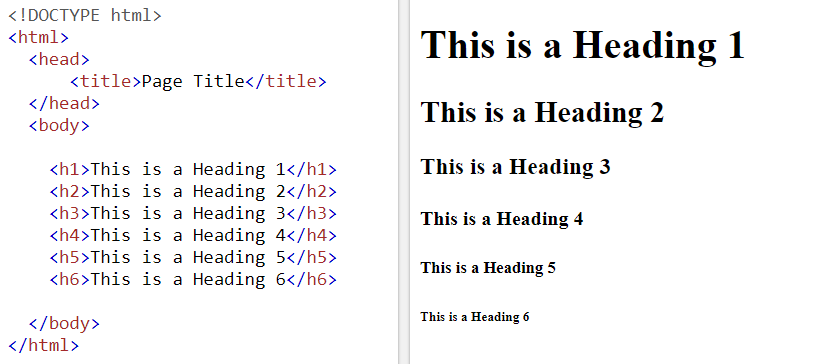 <!DOCTYPE html>
<html>
<head>
<title>Page Title</title>
</head>
<body>
<h1>This is a Heading 1</h1>
<h2>This is a Heading 2</h2>
<h3>This is a Heading 3</h3>
<h4>This is a Heading 4</h4>
<h5>This is a Heading 5</h5>
<h6>This is a Heading 6</h6>
</body>
</html>
This is a Heading 1
This is a Heading 2
This is a Heading 3
This is a Heading 4
This is a Heading 5
This is a Heading 6